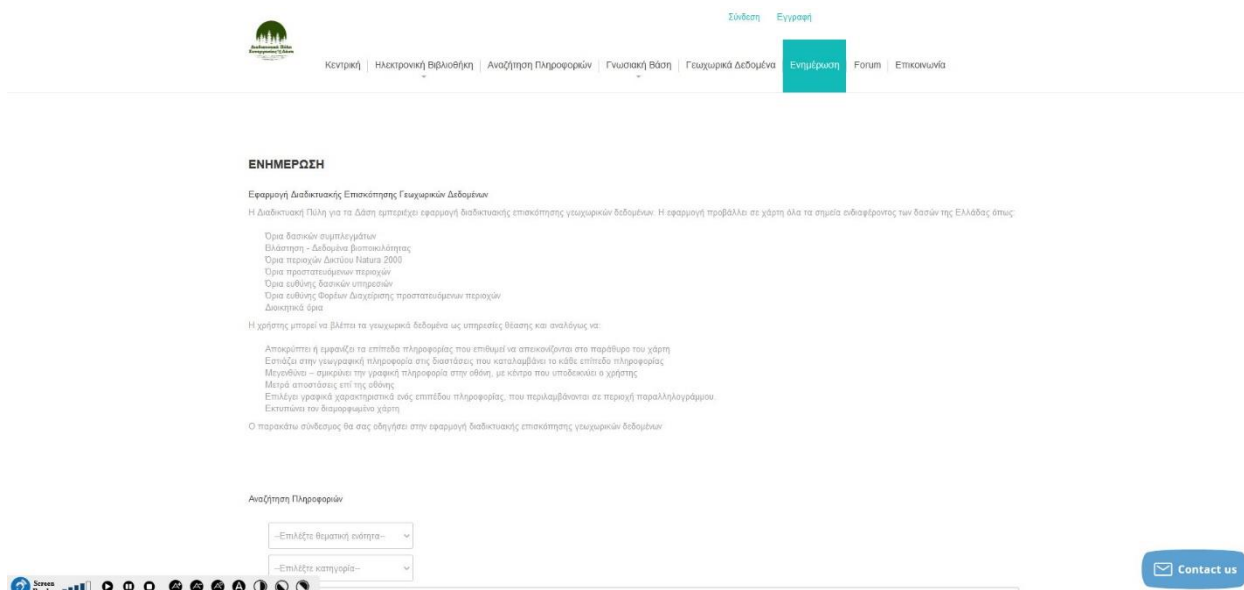 Σύνδεση Εγγραφή
Διαδικτυακή Πύλη
Κεντρική Ηλεκτρονική Βιβλιοθήκη Αναζήτηση Πληροφοριών Γνωσιακή Βάση Γεωχωρικά Δεδομένα Ενημέρωση Forum Επικοινωνία
ΕΝΗΜΕΡΩΣΗ
Εφαρμογή Διαδικτυακής Επισκόπησης Γεωχωρικών Δεδομένων
Η Διαδικτυακή Πύλη για τα Δάση εμπεριέχει εφαρμογή διαδικτυακής επισκόπησης γεωχωρικών δεδομένων. Η εφαρμογή προβάλλει σε χάρτη όλα τα σημεία ενδιαφέροντος των δασών της Ελλάδας όπως:
Όρια δασικών συμπλεγμάτων
Βλάστηση - Δεδομένα βιοποικιλότητας
Όρια περιοχών Δικτύου Natura 2000
Όρια προστατευόμενων περιοχών
Όρια ευθύνης δασικών υπηρεσιών
Όρια ευθύνης Φορέων Διαχείρισης προστατευόμενων περιοχών
Διοικητικά όρια
Η χρήστης μπορεί να βλέπει τα γεωχωρικά δεδομένα ως υπηρεσίες θέασης και αναλόγως να:
Αποκρύπτει ή εμφανίζει τα επίπεδα πληροφορίας που επιθυμεί να απεικονίζονται στο παράθυρο του χάρτη
Εστιάζει στην γεωγραφική πληροφορία στις διαστάσεις που καταλαμβάνει το κάθε επίπεδο πληροφορίας
Μεγενθύνει – σμικρύνει την γραφική πληροφορία στην οθόνη, με κέντρο που υποδεικνύει ο χρήστης
Μετρά αποστάσεις επί της οθόνης
Επιλέγει γραφικά χαρακτηριστικά ενός επιπέδου πληροφορίας, που περιλαμβάνονται σε περιοχή παραλληλογράμμου.
Εκτυπώνει τον διαμορφωμένο χάρτη
Ο παρακάτω σύνδεσμος θα σας οδηγήσει στην εφαρμογή διαδικτυακής επισκόπησης γεωχωρικών δεδομένων
Αναζήτηση Πληροφοριών
--Επιλέξτε θεματική ενότητα--
--Επιλέξτε κατηγορία--
Contact us
Screen